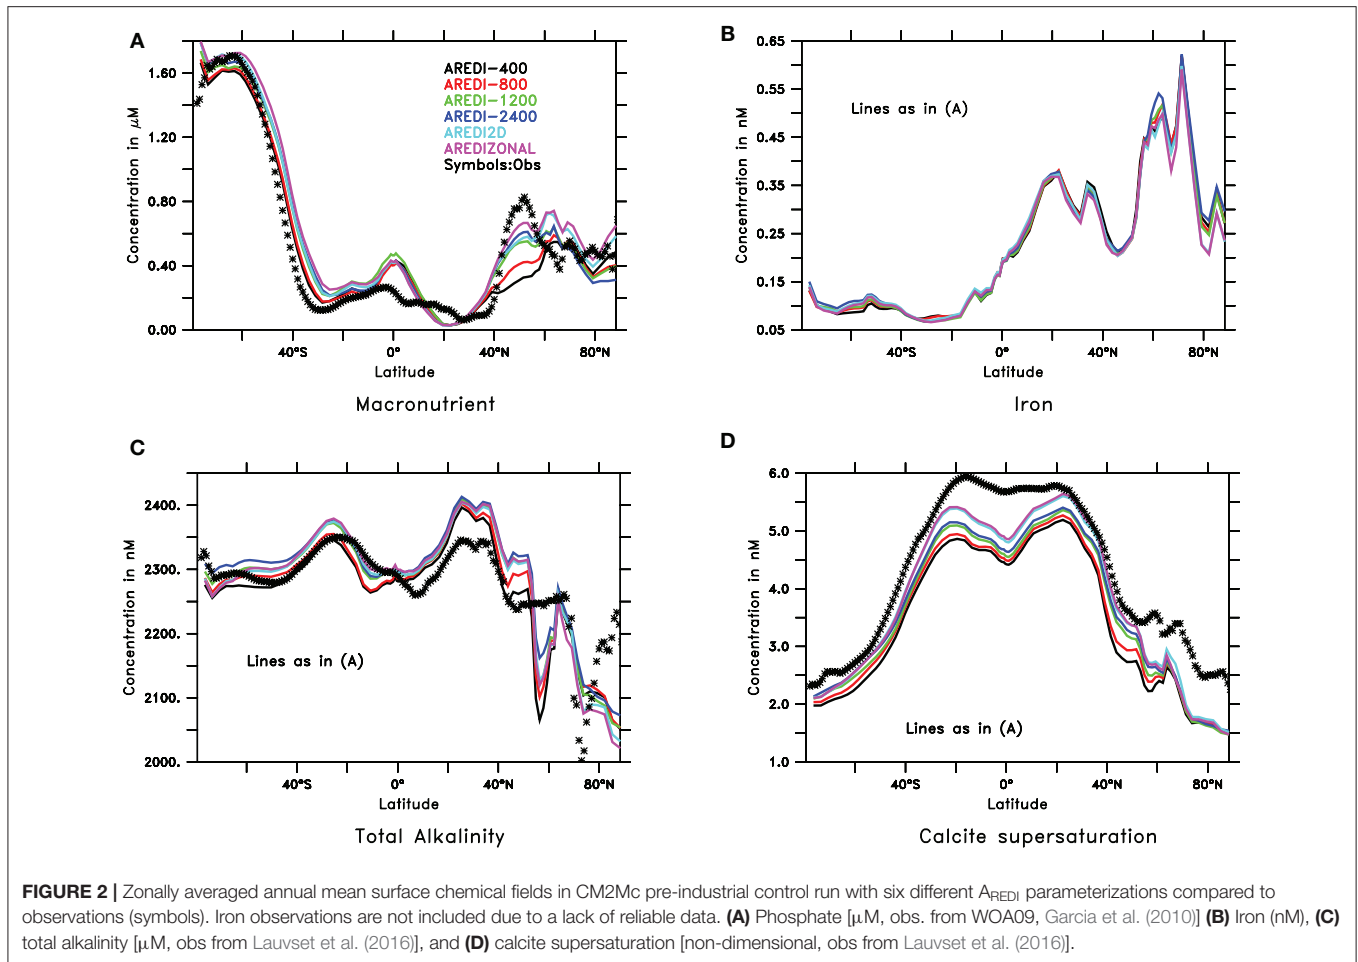 A
Concentration in μM
1.60
1.20
0.80
0.40
0.00
AREDI-400
AREDI-800
AREDI-1200
AREDI-2400
AREDI2D
AREDIZONAL
Symbols:Obs
40°S
0°
40°N
80°N
Latitude
Macronutrient
B
Concentration in nM
0.65
0.55
0.45
0.35
0.25
0.15
0.05
Lines as in (A)
40°S
0°
40°N
80°N
Latitude
Iron
C
Concentration in nM
2400.
2300.
2200.
2100.
2000.
Lines as in (A)
40°S
0°
40°N
80°N
Latitude
Total Alkalinity
D
Concentration in nM
6.0
5.0
4.0
3.0
2.0
1.0
Lines as in (A)
40°S
0°
40°N
80°N
Latitude
Calcite supersaturation
FIGURE 2 | Zonally averaged annual mean surface chemical fields in CM2Mc pre-industrial control run with six different AREDI parameterizations compared to
observations (symbols). Iron observations are not included due to a lack of reliable data. (A) Phosphate [μM, obs. from WOA09, Garcia et al. (2010)] (B) Iron (nM), (C)
total alkalinity [μM, obs from Lauvset et al. (2016)], and (D) calcite supersaturation [non-dimensional, obs from Lauvset et al. (2016)].